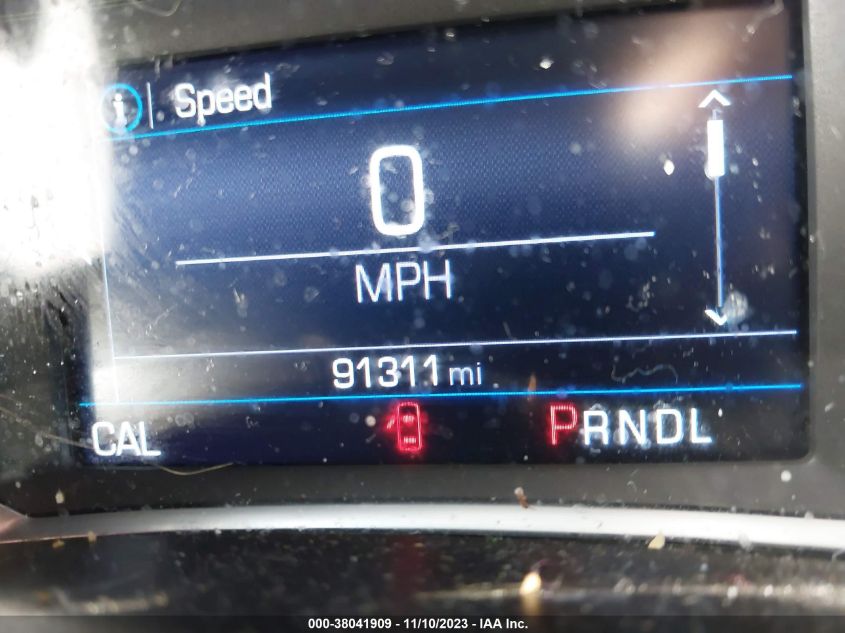 i Speed
0
MPH
91311 mi
CAL PRNDL
000-38041909 - 11/10/2023 - IAA Inc.